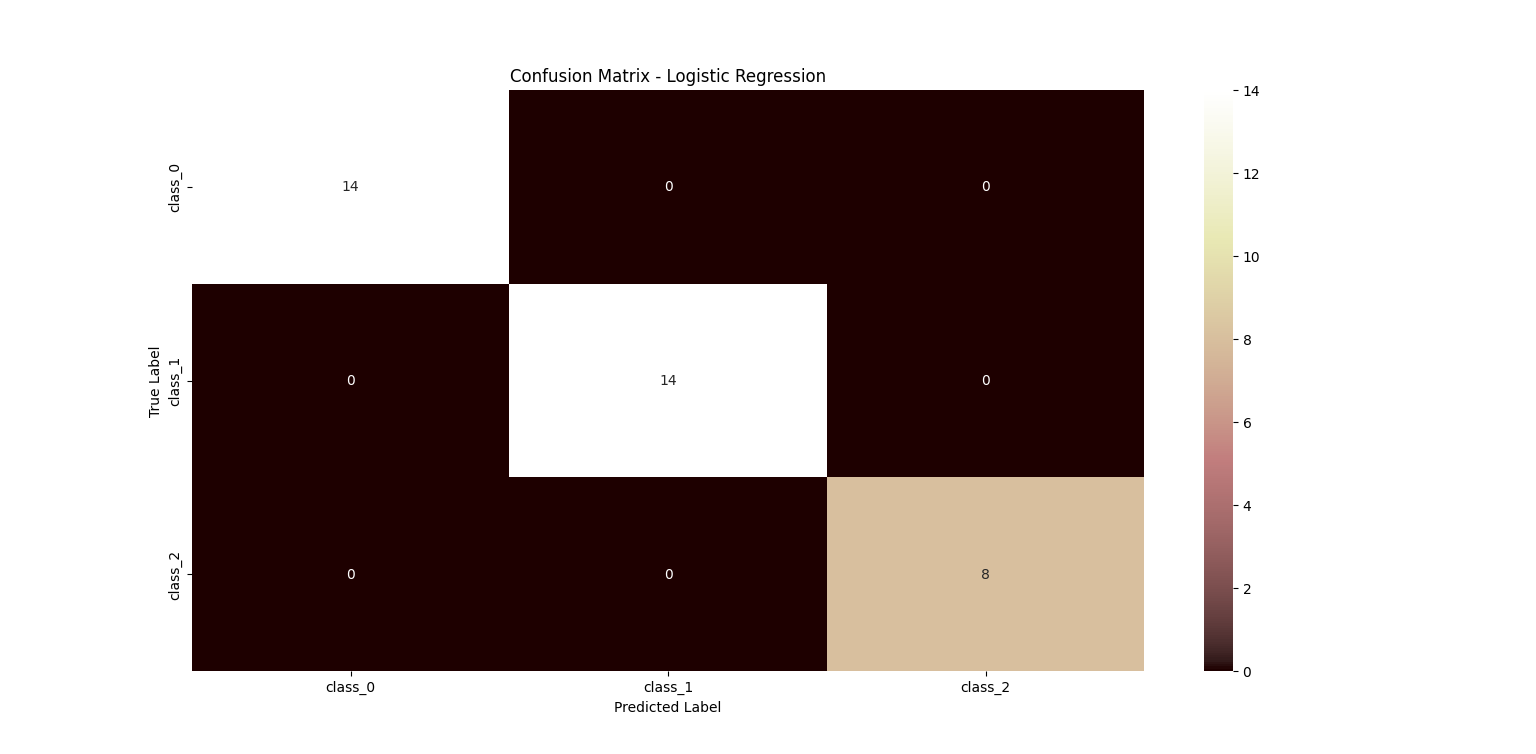 Confusion Matrix - Logistic Regression
True Label
class_0
class_1
class_2
14 0 0
0 14 0
0 0 8
class_0 class_1 class_2
Predicted Label
14
12
10
8
6
4
2
0